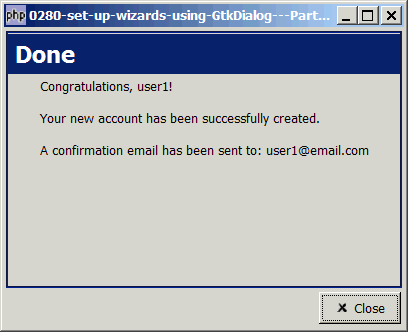 php 0280-set-up-wizards-using-GtkDialog---Part...
Done
Congratulations, user1!
Your new account has been successfully created.
A confirmation email has been sent to: user1@email.com
Close